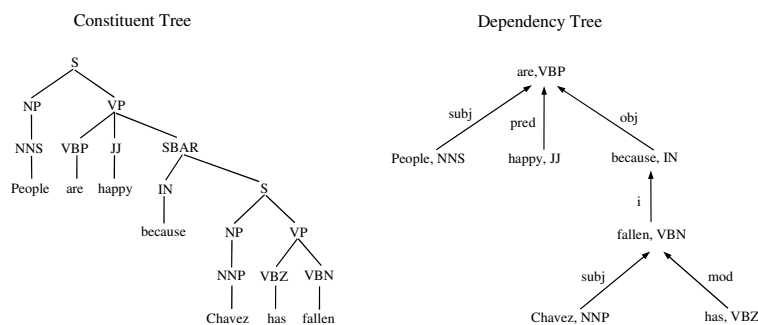 Constituent Tree
Dependency Tree
S
NP VP
NNS VBP JJ SBAR
People are happy IN S
because NP VP
NNP VBZ VBN
Chavez has fallen
are,VBP
subj pred obj
People, NNS happy, JJ because, IN
i
fallen, VBN
subj mod
Chavez, NNP has, VBZ